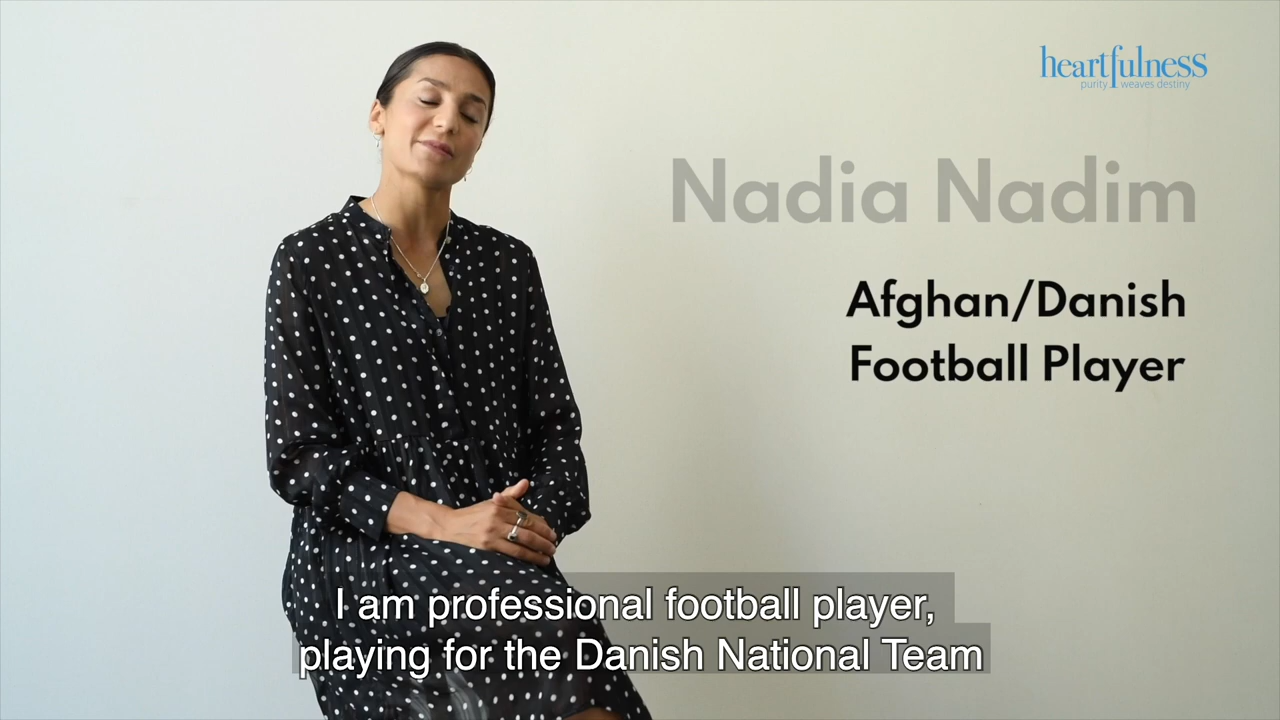 heartfulness
purity weaves destiny
Nadia Nadim
Afghan/Danish
Football Player
I am professional football player,
playing for the Danish National Team